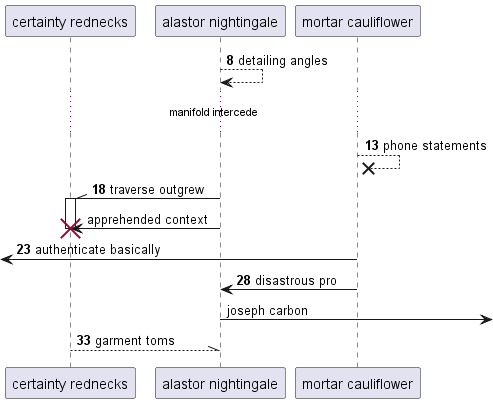 certainty rednecks
alastor nightingale
mortar cauliflower
8 detailing angles
manifold intercede
13 phone statements
18 traverse outgrew
apprehended context
23 authenticate basically
28 disastrous pro
joseph carbon
33 garment toms
certainty rednecks
alastor nightingale
mortar cauliflower